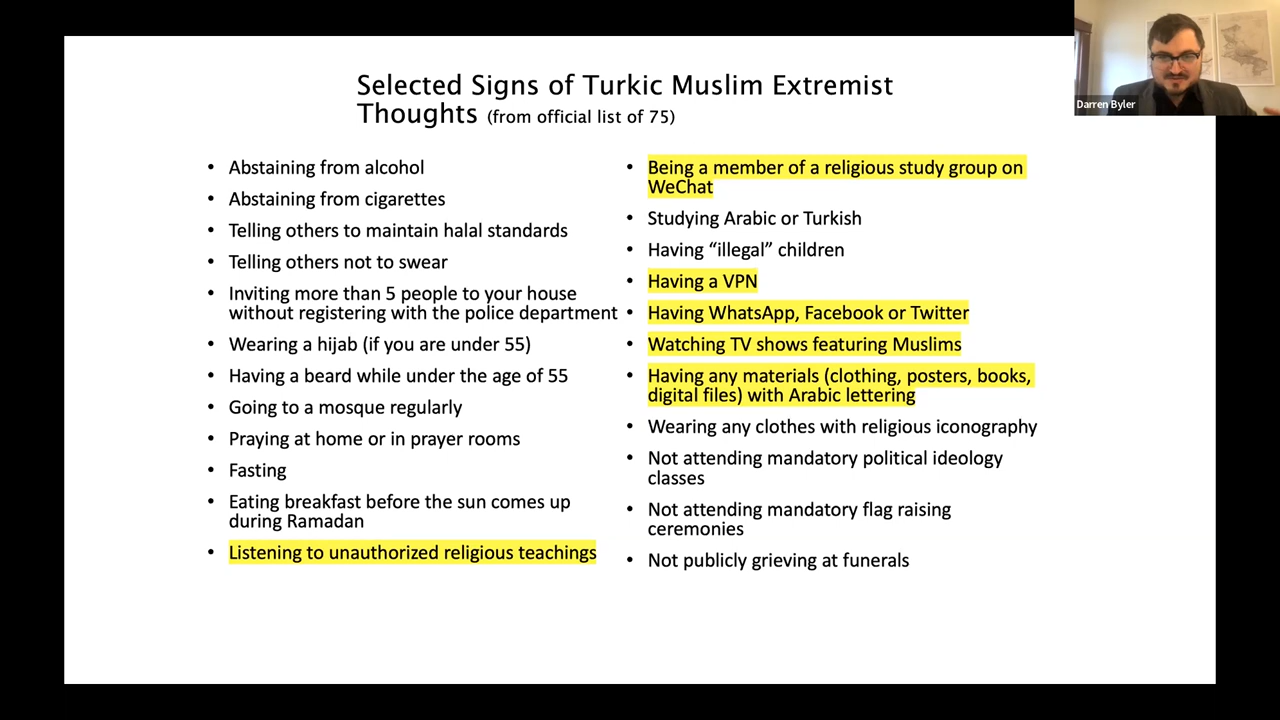 Selected Signs of Turkic Muslim Extremist
Thoughts (from official list of 75)
• Abstaining from alcohol
• Abstaining from cigarettes
• Telling others to maintain halal standards
• Telling others not to swear
• Inviting more than 5 people to your house
without registering with the police department
• Wearing a hijab (if you are under 55)
• Having a beard while under the age of 55
• Going to a mosque regularly
• Praying at home or in prayer rooms
• Fasting
• Eating breakfast before the sun comes up
during Ramadan
• Listening to unauthorized religious teachings
• Being a member of a religious study group on
WeChat
• Studying Arabic or Turkish
• Having “illegal” children
• Having a VPN
• Having WhatsApp, Facebook or Twitter
• Watching TV shows featuring Muslims
• Having any materials (clothing, posters, books,
digital files) with Arabic lettering
• Wearing any clothes with religious iconography
• Not attending mandatory political ideology
classes
• Not attending mandatory flag raising
ceremonies
• Not publicly grieving at funerals
Darren Byler